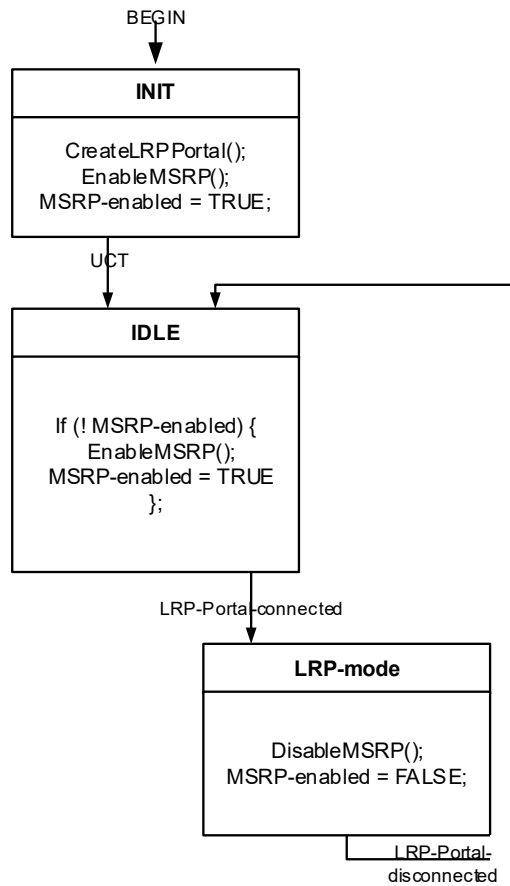 BEGIN
INIT
CreateLRPPortal();
EnableMSRP();
MSRP-enabled = TRUE;
UCT
IDLE
If (! MSRP-enabled) {
EnableMSRP();
MSRP-enabled = TRUE
};
LRP-Portal-connected
LRP-mode
DisableMSRP();
MSRP-enabled = FALSE;
LRP-Portal-
disconnected